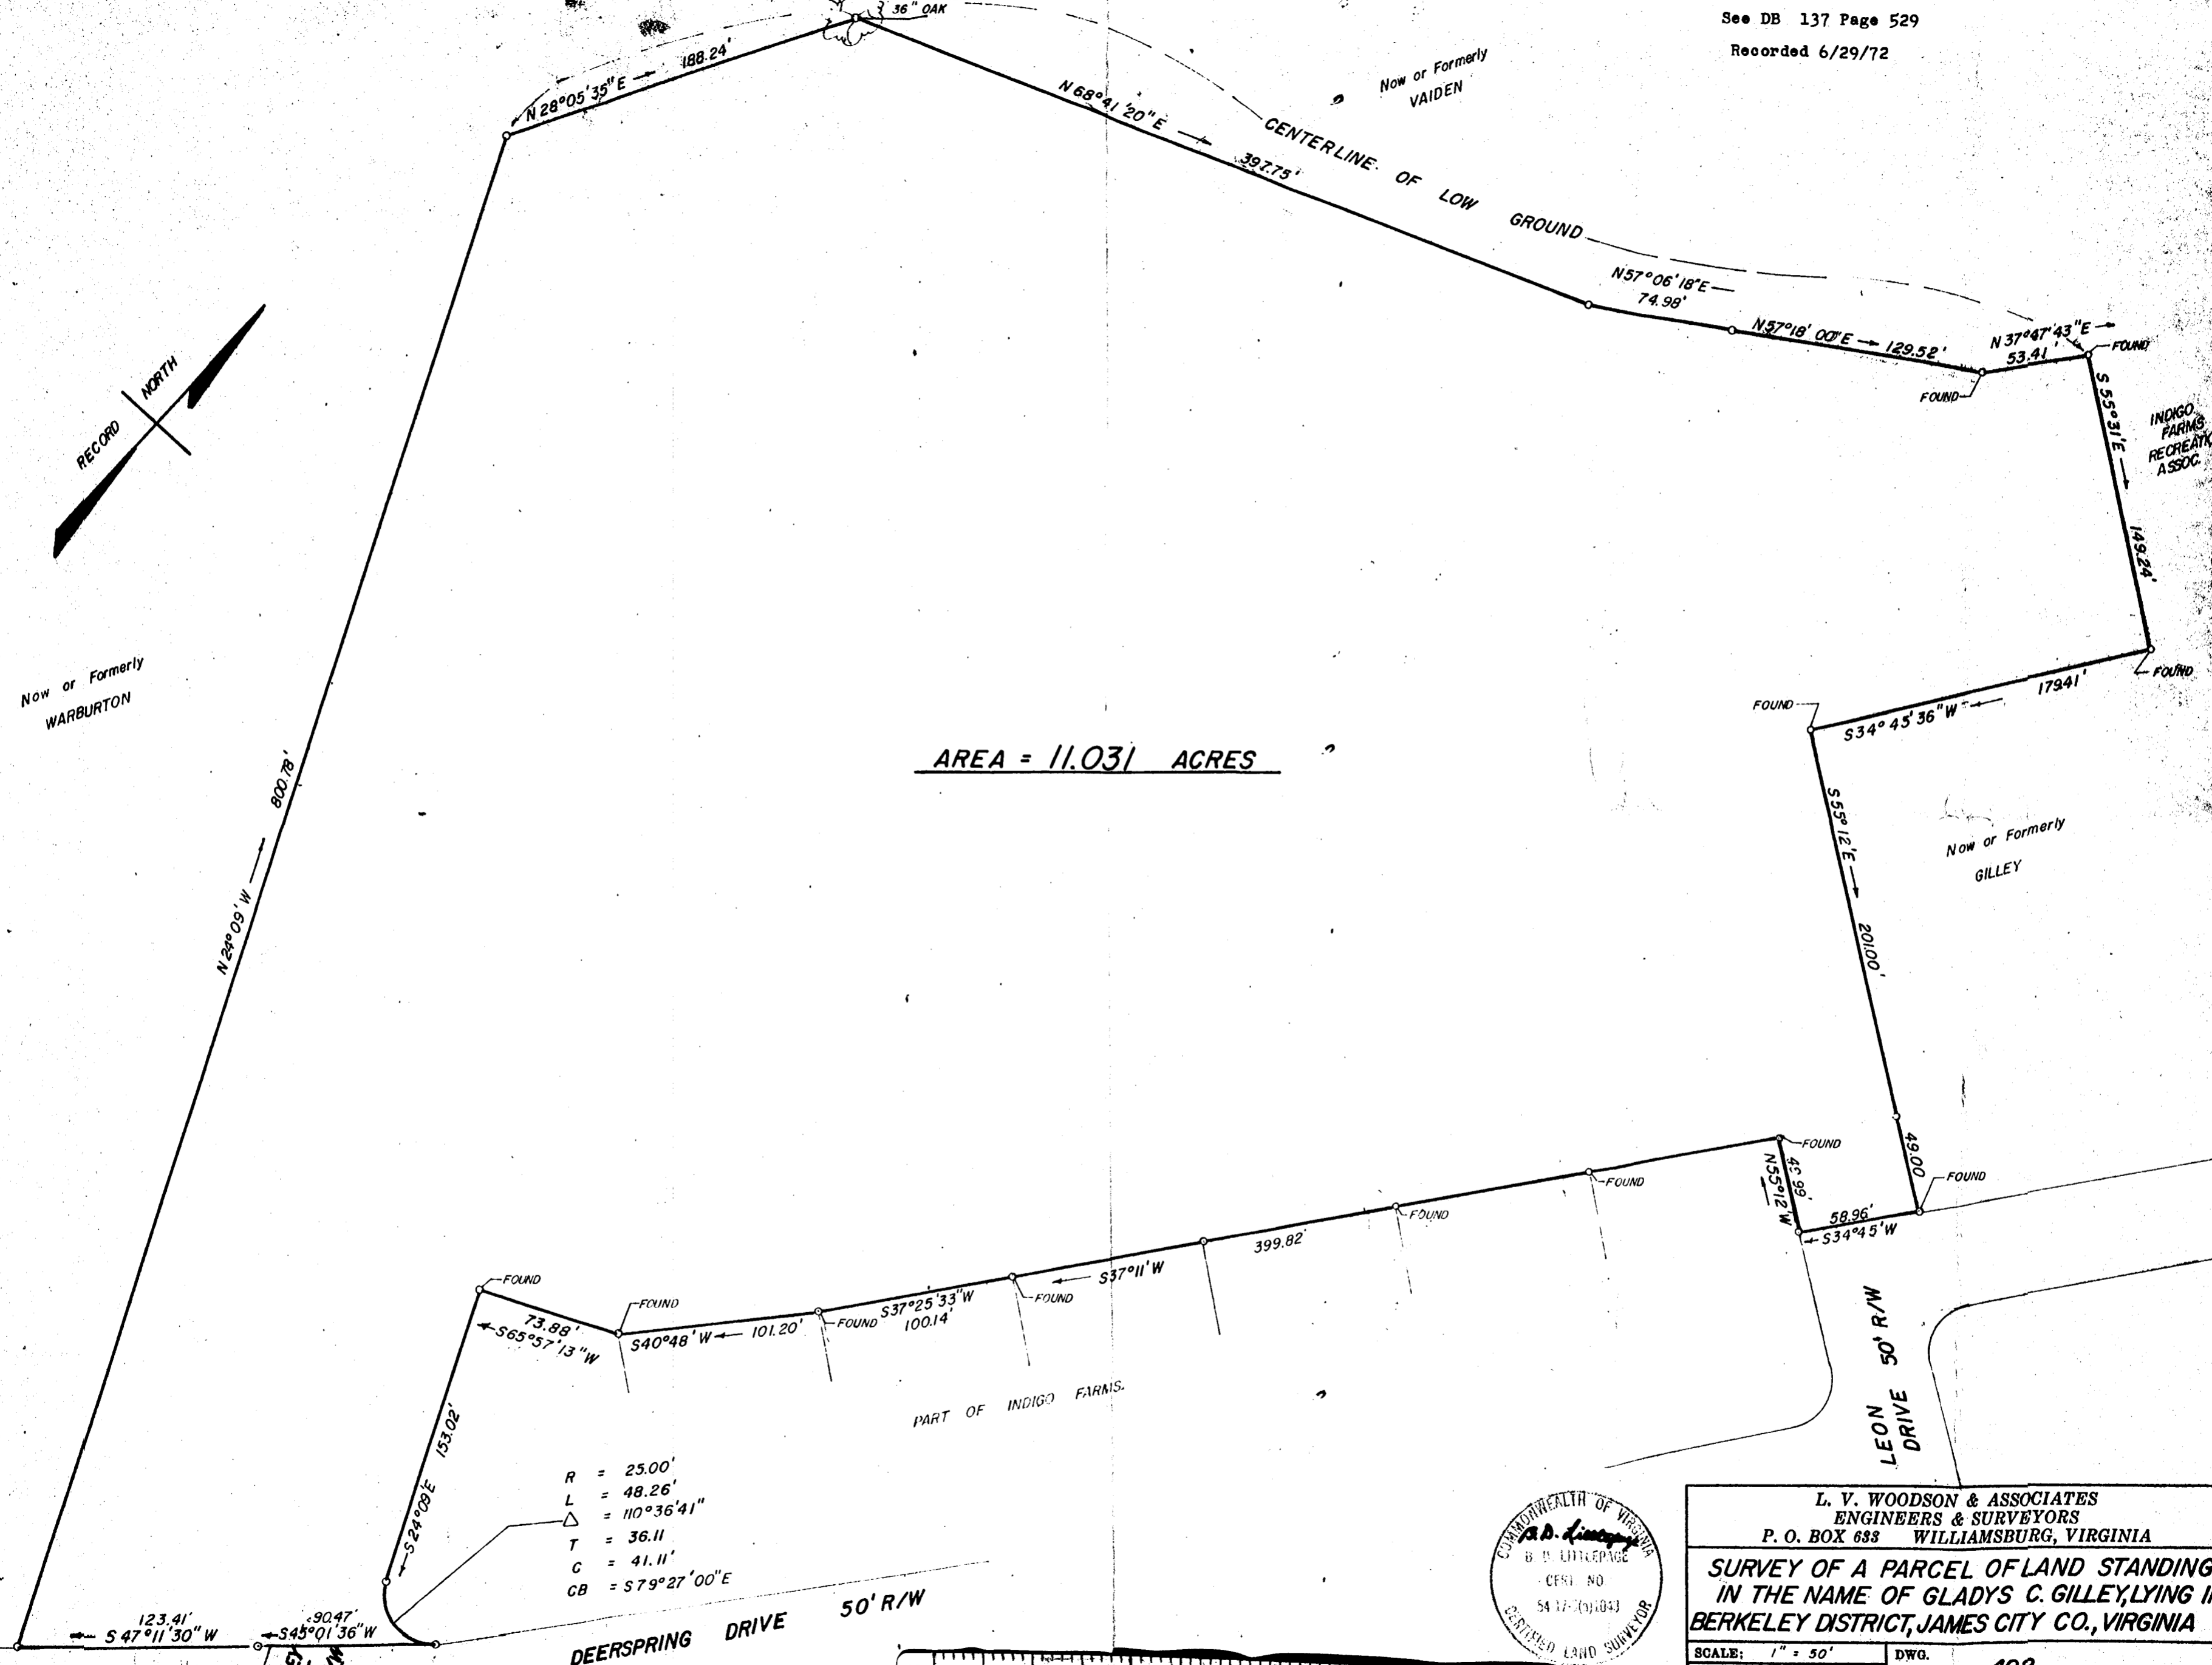 See DB 137 Page 529
Recorded 6/29/72
36" OAK
N 28°05'35"E
188.24'
N 68°41'20"E
397.75'
Now or Formerly
VAIDEN
CENTERLINE OF LOW GROUND
N57°06'18"E
74.98'
N57°18'00"E
129.52'
N 37°47'43"E
53.41'
FOUND
FOUND
S 55°31'E
149.24'
INDIGO
FARMS
ASSOC.
RECORD NORTH
FOUND
179.41'
S34°45'36"W
FOUND
Now or Formerly
WARBURTON
N 24°09'W
800.78'
AREA = 11.031 ACRES
S55°12'E
201.00'
Now or Formerly
GILLEY
49.00
FOUND
FOUND
N55°12'W
58.96'
S34°45'W
FOUND
FOUND
399.82'
S37°11'W
FOUND
S37°25'33"W
100.14'
FOUND
101.20'
S40°48'W
FOUND
FOUND
73.88'
S65°57'13"W
153.02'
S24°09'E
PART OF INDIGO FARMS.
R = 25.00'
L = 48.26'
△ = 110°36'41"
T = 36.11
C = 41.11'
CB = S79°27'00"E
123.41'
S 47°11'30"W
90.47'
S45°01'36"W
DEERSPRING DRIVE 50' R/W
LEON
DRIVE 50' R/W
COMMONWEALTH OF VIRGINIA
LITTLEPAGE
CERT. NO
CERTIFIED LAND SURVEYOR
L. V. WOODSON & ASSOCIATES
ENGINEERS & SURVEYORS
P. O. BOX 633 WILLIAMSBURG, VIRGINIA
SURVEY OF A PARCEL OF LAND STANDING
IN THE NAME OF GLADYS C. GILLEY, LYING I
BERKELEY DISTRICT, JAMES CITY CO., VIRGINIA
SCALE: 1" = 50'
DWG.